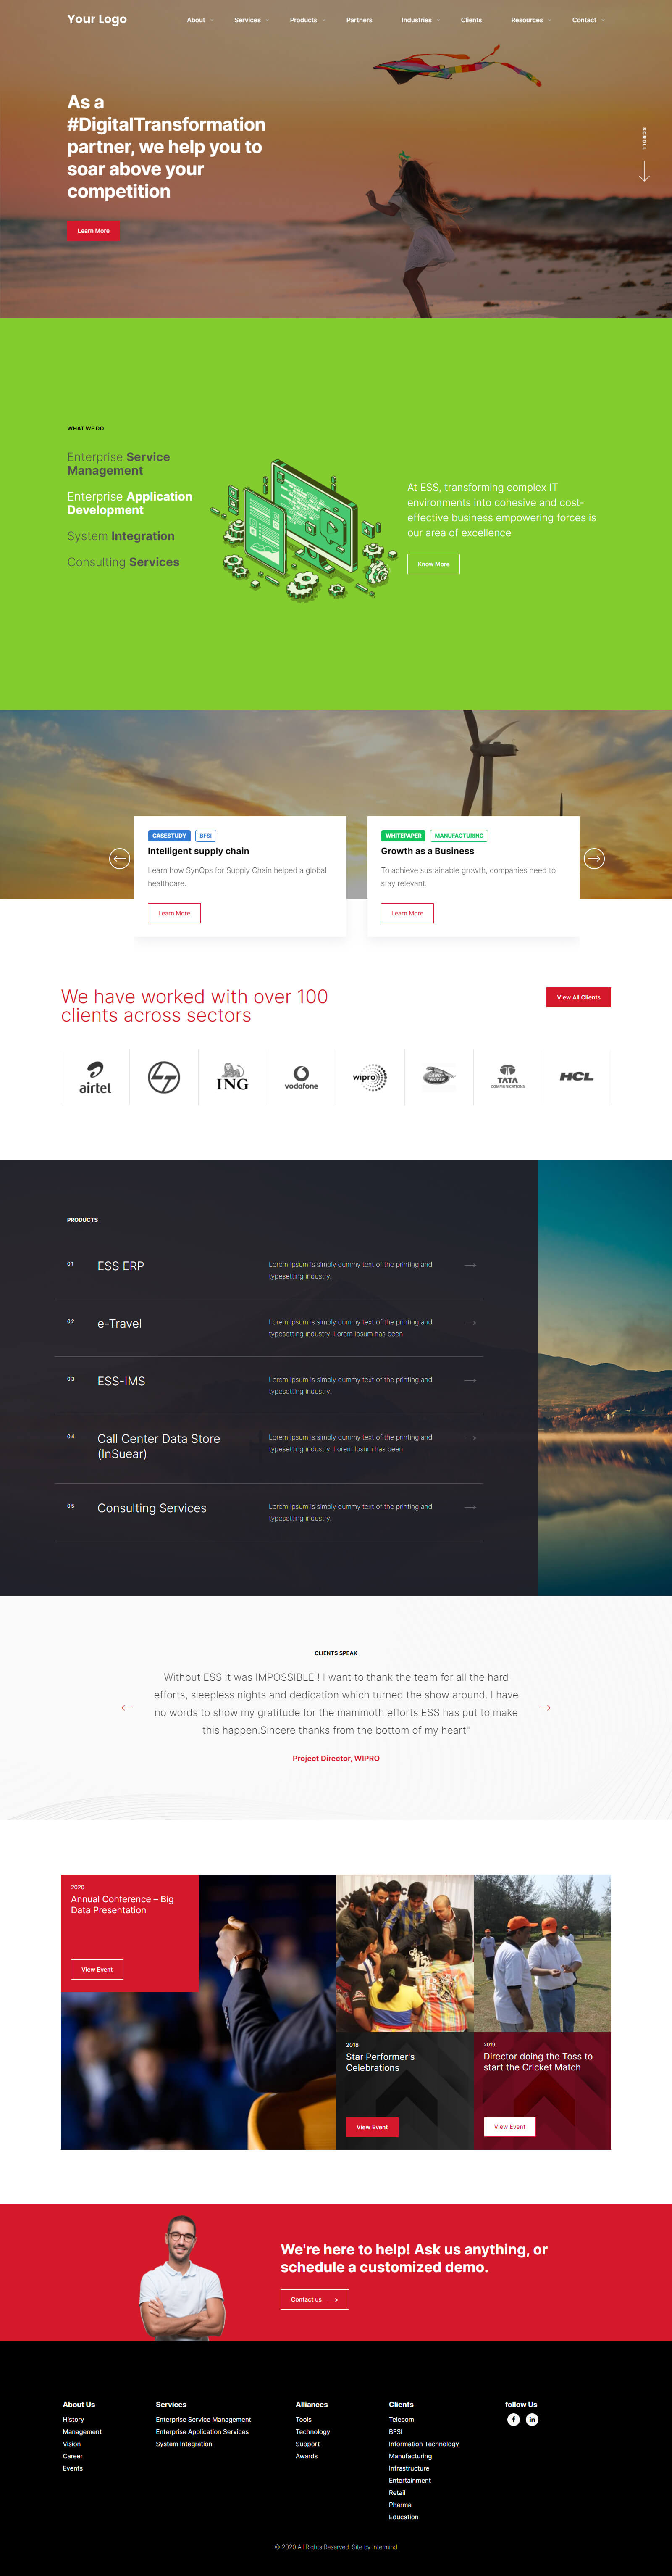 Your Logo
About
Services
Products
Partners
Industries
Clients
Resources
Contact
SCROLL
As a
#DigitalTransformation
partner, we help you to
soar above your
competition
Learn More
WHAT WE DO
Enterprise Service
Management
Enterprise Application
Development
System Integration
Consulting Services
At ESS, transforming complex IT
environments into cohesive and cost-
effective business empowering forces is
our area of excellence
Know More
CASESTUDY
BFSI
Intelligent supply chain
Learn how SynOps for Supply Chain helped a global
healthcare.
Learn More
WHITEPAPER
MANUFACTURING
Growth as a Business
To achieve sustainable growth, companies need to
stay relevant.
Learn More
We have worked with over 100
clients across sectors
View All Clients
airtel
LT
ING
vodafone
wipro
LAND ROVER
TATA
COMMUNICATIONS
HCL
PRODUCTS
01
ESS ERP
Lorem Ipsum is simply dummy text of the printing and
typesetting industry.
02
e-Travel
Lorem Ipsum is simply dummy text of the printing and
typesetting industry. Lorem Ipsum has been
03
ESS-IMS
Lorem Ipsum is simply dummy text of the printing and
typesetting industry.
04
Call Center Data Store
(InSuear)
Lorem Ipsum is simply dummy text of the printing and
typesetting industry. Lorem Ipsum has been
05
Consulting Services
Lorem Ipsum is simply dummy text of the printing and
typesetting industry.
CLIENTS SPEAK
Without ESS it was IMPOSSIBLE ! I want to thank the team for all the hard
efforts, sleepless nights and dedication which turned the show around. I have
no words to show my gratitude for the mammoth efforts ESS has put to make
this happen.Sincere thanks from the bottom of my heart"
Project Director, WIPRO
2020
Annual Conference – Big
Data Presentation
View Event
2018
Star Performer's
Celebrations
View Event
2019
Director doing the Toss to
start the Cricket Match
View Event
We're here to help! Ask us anything, or
schedule a customized demo.
Contact us
About Us
History
Management
Vision
Career
Events
Services
Enterprise Service Management
Enterprise Application Services
System Integration
Alliances
Tools
Technology
Support
Awards
Clients
Telecom
BFSI
Information Technology
Manufacturing
Infrastructure
Entertainment
Retail
Pharma
Education
follow Us
f
in
© 2020 All Rights Reserved. Site by intermind